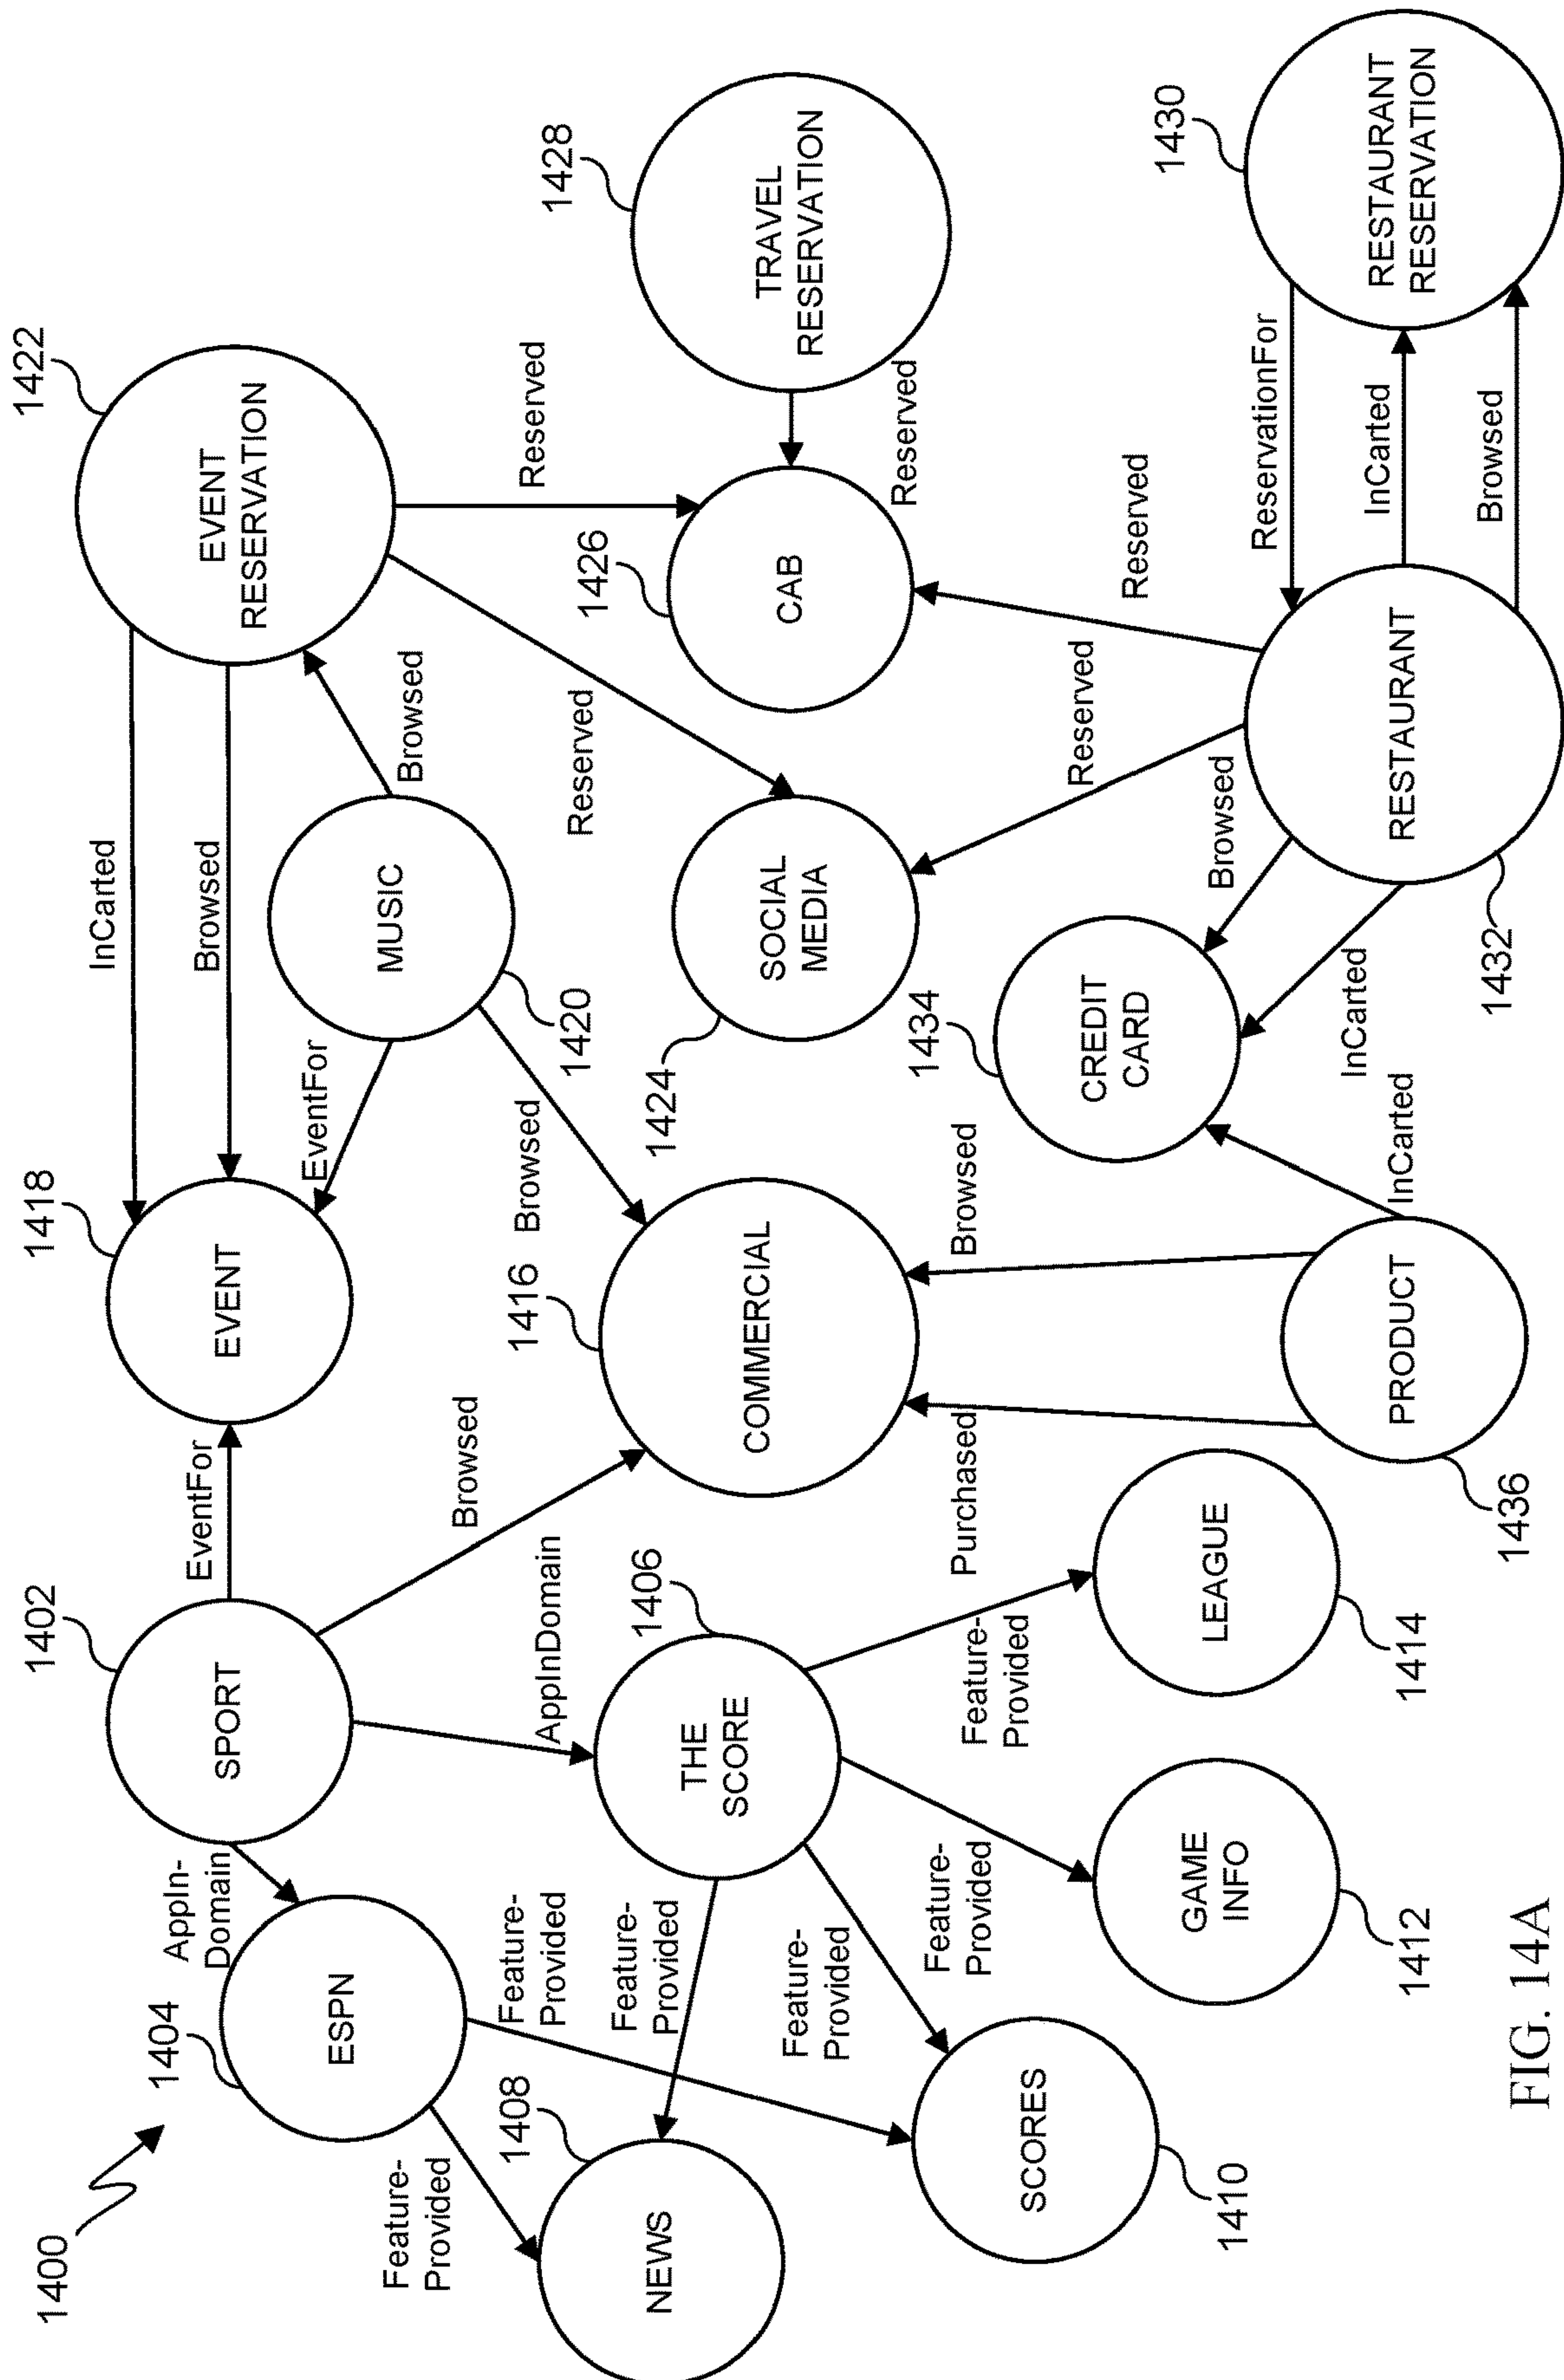 1400
1402
SPORT
EventFor
1418
EVENT
InCarted
Browsed
1422
EVENT
RESERVATION
AppIn-
Domain
1404
ESPN
Browsed
EventFor
MUSIC
1420
Browsed
Feature-
Provided
Feature-
Provided
AppInDomain
Browsed
Reserved
Reserved
1428
TRAVEL
RESERVATION
1408
NEWS
Feature-
Provided
1406
THE
SCORE
1416
COMMERCIAL
1424
SOCIAL
MEDIA
1426
CAB
Reserved
Feature-
Provided
Feature-
Provided
Feature-
Provided
Purchased
Browsed
1434
CREDIT
CARD
Browsed
Reserved
Reserved
SCORES
1410
GAME
INFO
1412
LEAGUE
1414
InCarted
InCarted
ReservationFor
1430
RESTAURANT
RESERVATION
InCarted
Browsed
PRODUCT
1436
RESTAURANT
1432
FIG. 14A